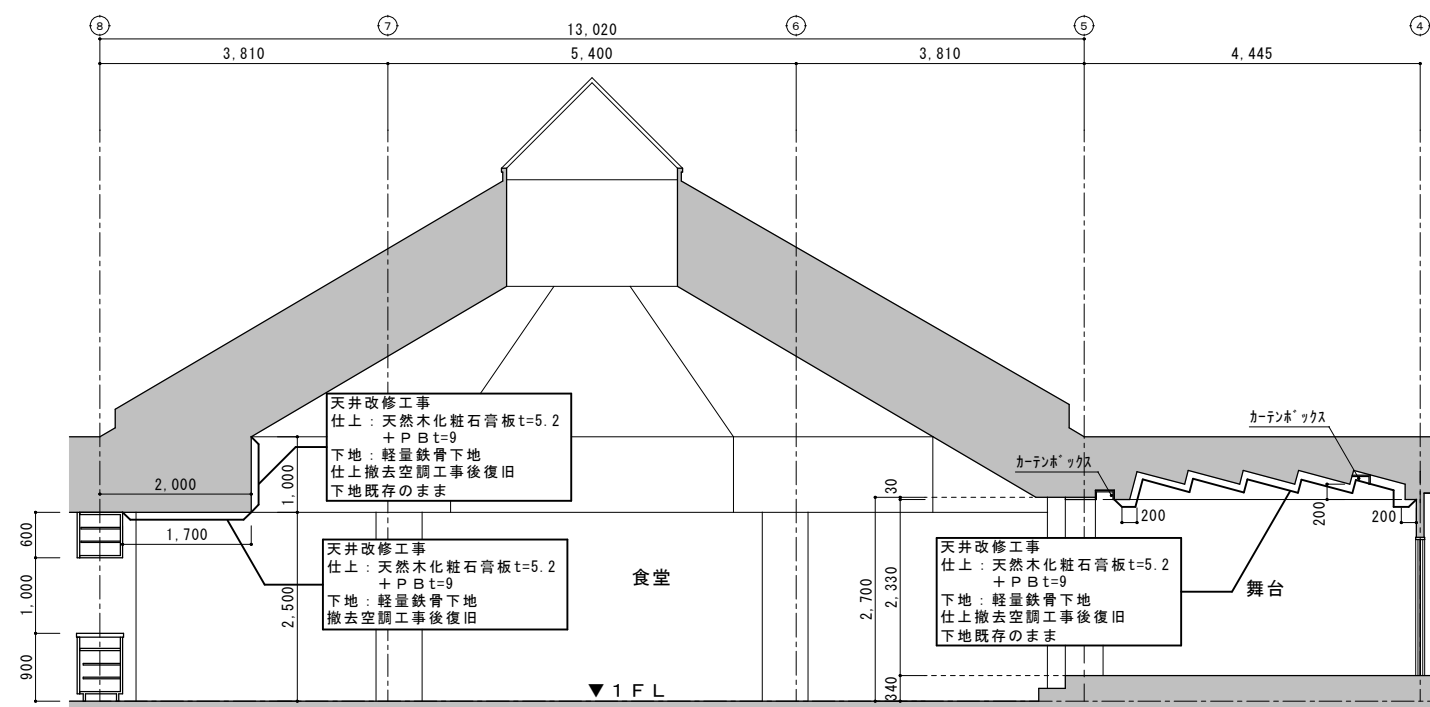 8
7
6
5
4
13,020
3,810
5,400
3,810
4,445
天井改修工事
仕上：天然木化粧石膏板t=5.2
＋ＰＢt=9
下地：軽量鉄骨下地
仕上撤去空調工事後復旧
下地既存のまま
カーテンボックス
カーテンボックス
2,000
1,000
30
200
200
200
600
1,700
天井改修工事
仕上：天然木化粧石膏板t=5.2
＋ＰＢt=9
下地：軽量鉄骨下地
撤去空調工事後復旧
食堂
天井改修工事
仕上：天然木化粧石膏板t=5.2
＋ＰＢt=9
下地：軽量鉄骨下地
仕上撤去空調工事後復旧
下地既存のまま
舞台
1,000
2,500
2,700
2,330
900
340
▼１ＦＬ